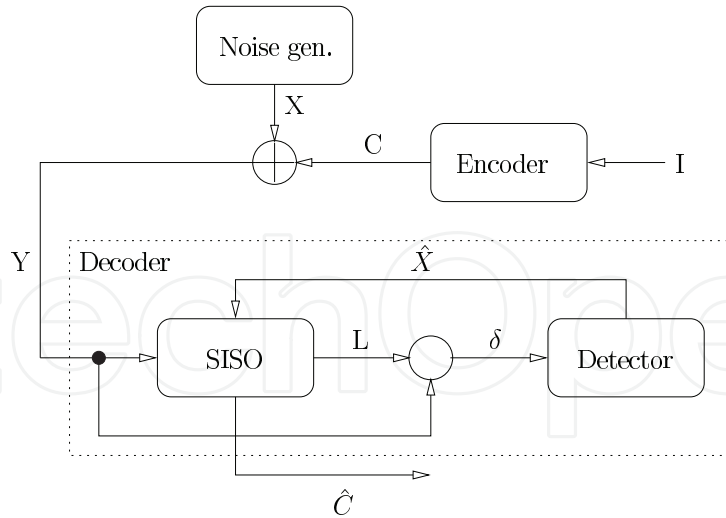 Noise gen.
X
C
Encoder
I
Y
Decoder
X̂
SISO
L
δ
Detector
Ĉ